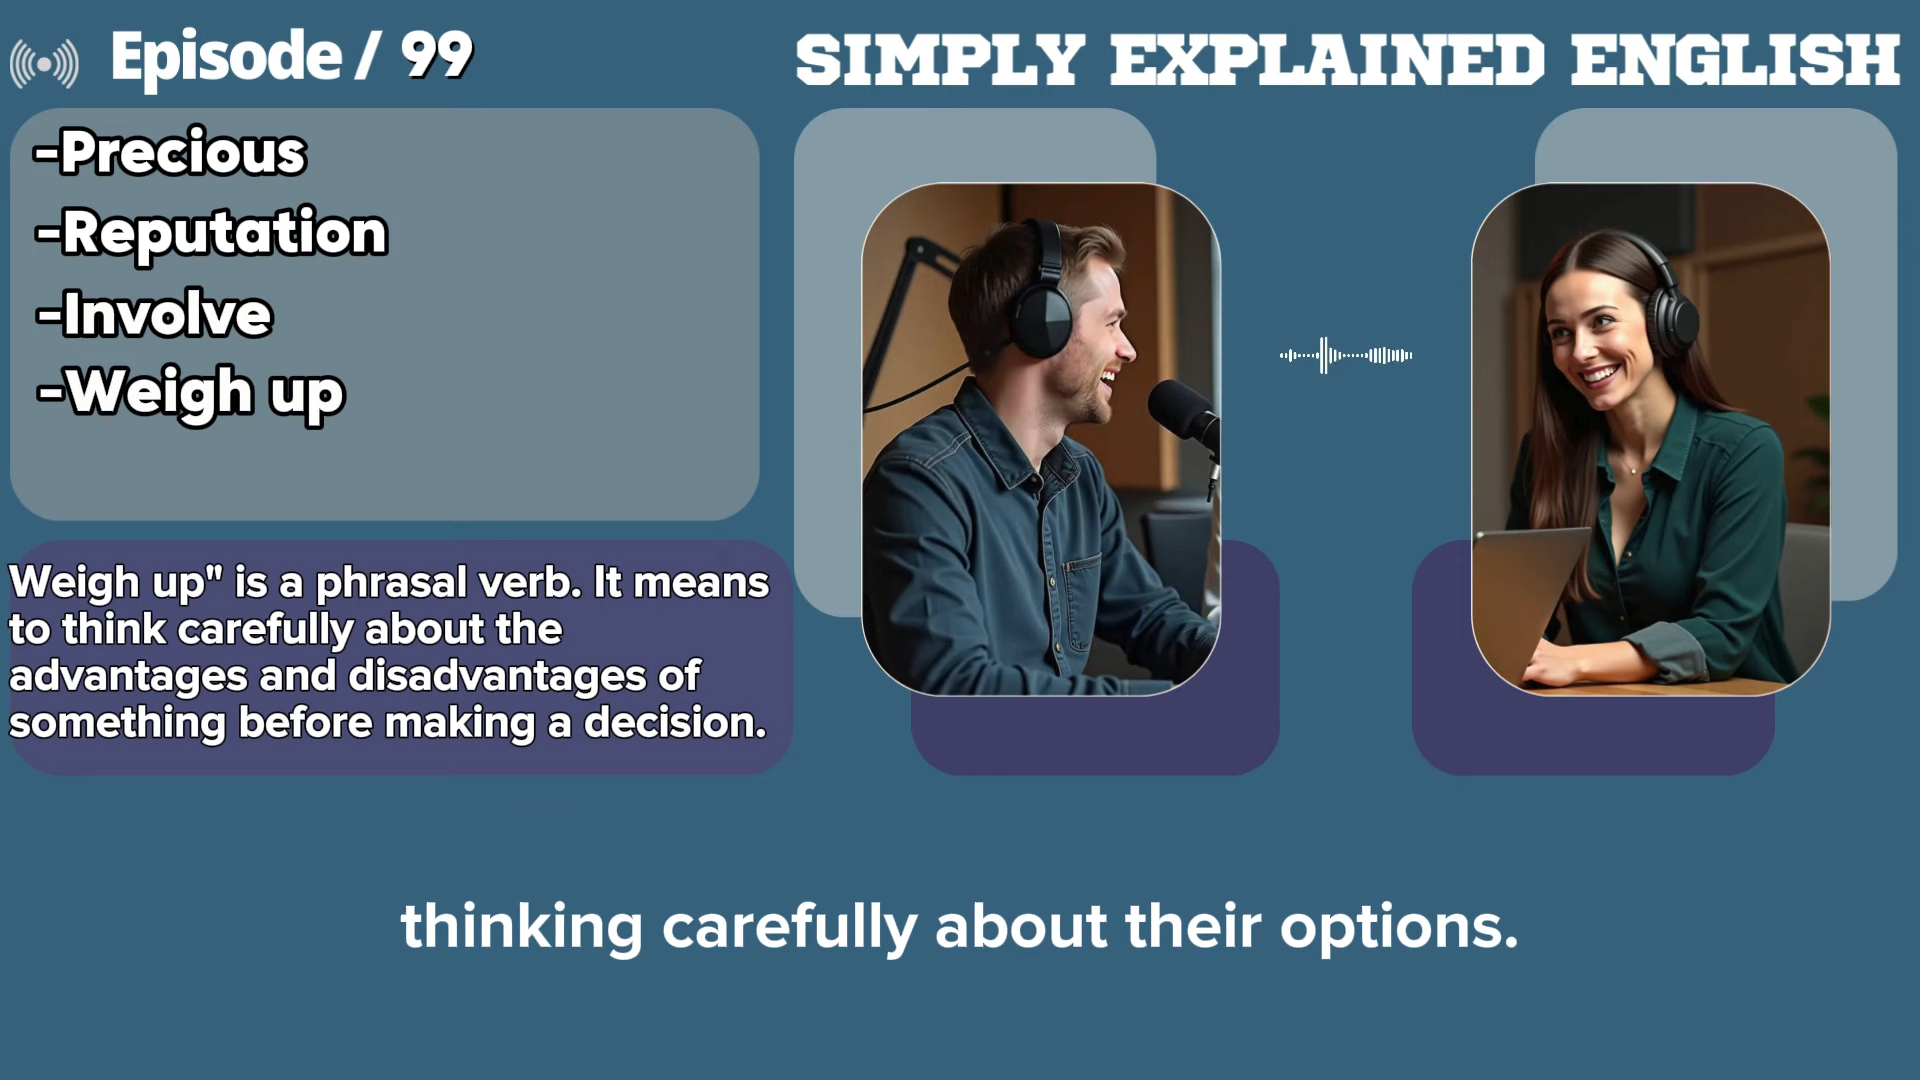 Episode / 99
SIMPLY EXPLAINED ENGLISH
-Precious
-Reputation
-Involve
-Weigh up
Weigh up" is a phrasal verb. It means
to think carefully about the
advantages and disadvantages of
something before making a decision.
thinking carefully about their options.